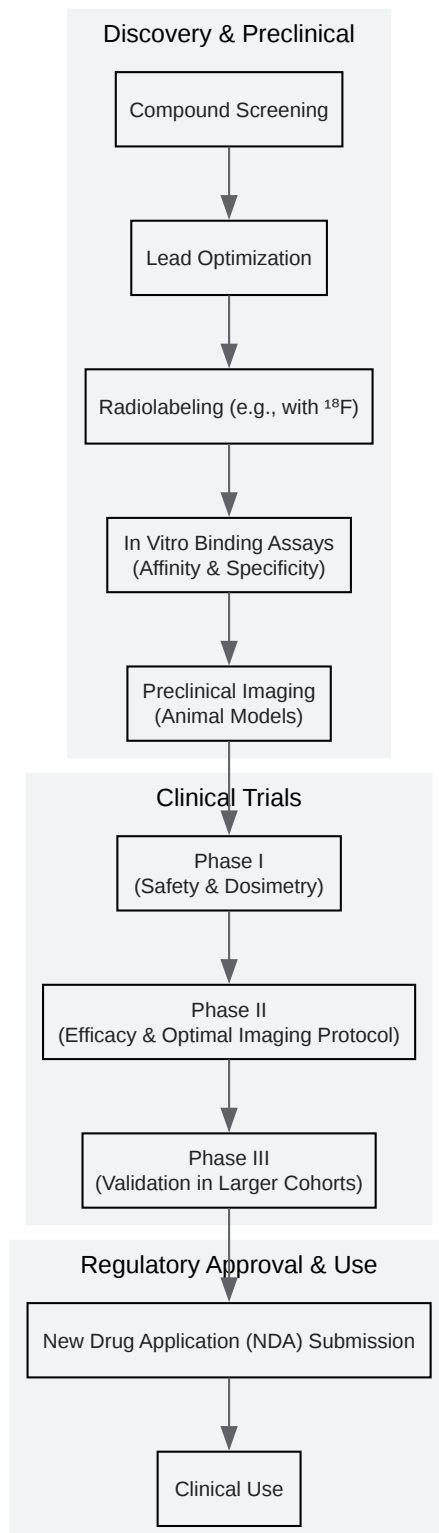 Discovery & Preclinical
Compound Screening
Lead Optimization
Radiolabeling (e.g., with ¹⁸F)
In Vitro Binding Assays
(Affinity & Specificity)
Preclinical Imaging
(Animal Models)
Clinical Trials
Phase I
(Safety & Dosimetry)
Phase II
(Efficacy & Optimal Imaging Protocol)
Phase III
(Validation in Larger Cohorts)
Regulatory Approval & Use
New Drug Application (NDA) Submission
Clinical Use